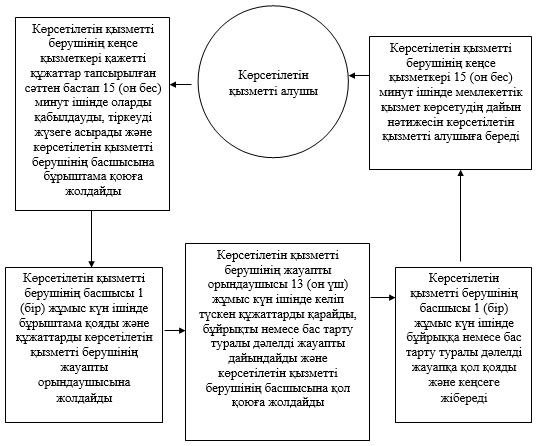 Көрсетілетін қызметті
берушінің кеңсе
қызметкері қажетті
құжаттар тапсырылған
сәттен бастап 15 (он бес)
минут ішінде оларды
қабылдауды, тіркеуді
жүзеге асырады және
көрсетілетін қызметті
берушінің басшысына
бұрыштама қоюға
жолдайды
Көрсетілетін
қызметті алушы
Көрсетілетін қызметті
берушінің кеңсе
қызметкері 15 (он бес)
минут ішінде мемлекеттік
қызмет көрсетудің дайын
нәтижесін көрсетілетін
қызметті алушыға береді
Көрсетілетін қызметті
берушінің басшысы 1
(бір) жұмыс күн ішінде
бұрыштама қояды және
құжаттарды көрсетілетін
қызметті берушінің
жауапты
орындаушысына
жолдайды
Көрсетілетін қызметті
берушінің жауапты
орындаушысы 13 (он үш)
жұмыс күн ішінде келіп
түскен құжаттарды қарайды,
бұйрықты немесе бас тарту
туралы дәлелді жауапты
дайындайды және
көрсетілетін қызметті
берушінің басшысына қол
қоюға жолдайды
Көрсетілетін
қызметті берушінің
басшысы 1 (бір)
жұмыс күн ішінде
бұйрыққа немесе бас
тарту туралы дәлелді
жауапқа қол қояды
және кеңсеге
жібереді